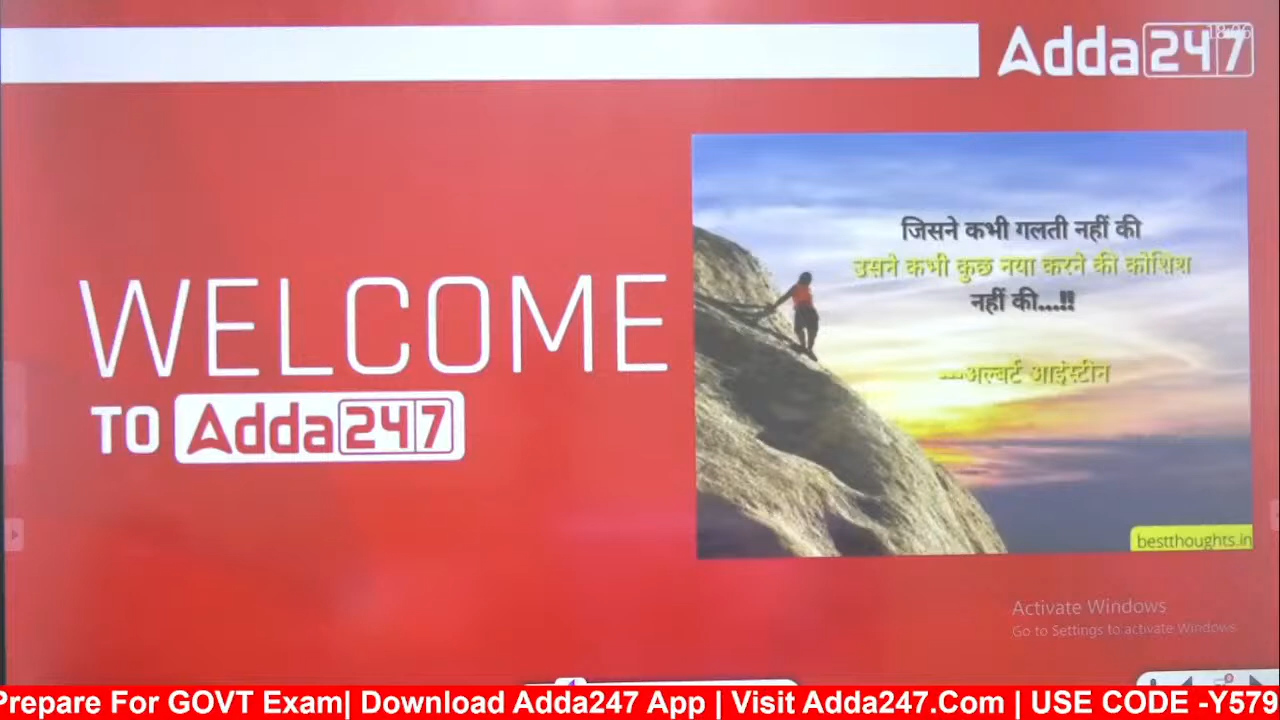 Adda247
18:06
जिसने कभी गलती नहीं की
उसने कभी कुछ नया करने की कोशिश
नहीं की...!!
---अल्बर्ट आइंस्टीन
WELCOME
TO Adda247
bestthoughts.in
Activate Windows
Go to Settings to activate Windows.
Prepare For GOVT Exam| Download Adda247 App | Visit Adda247.Com | USE CODE -Y579